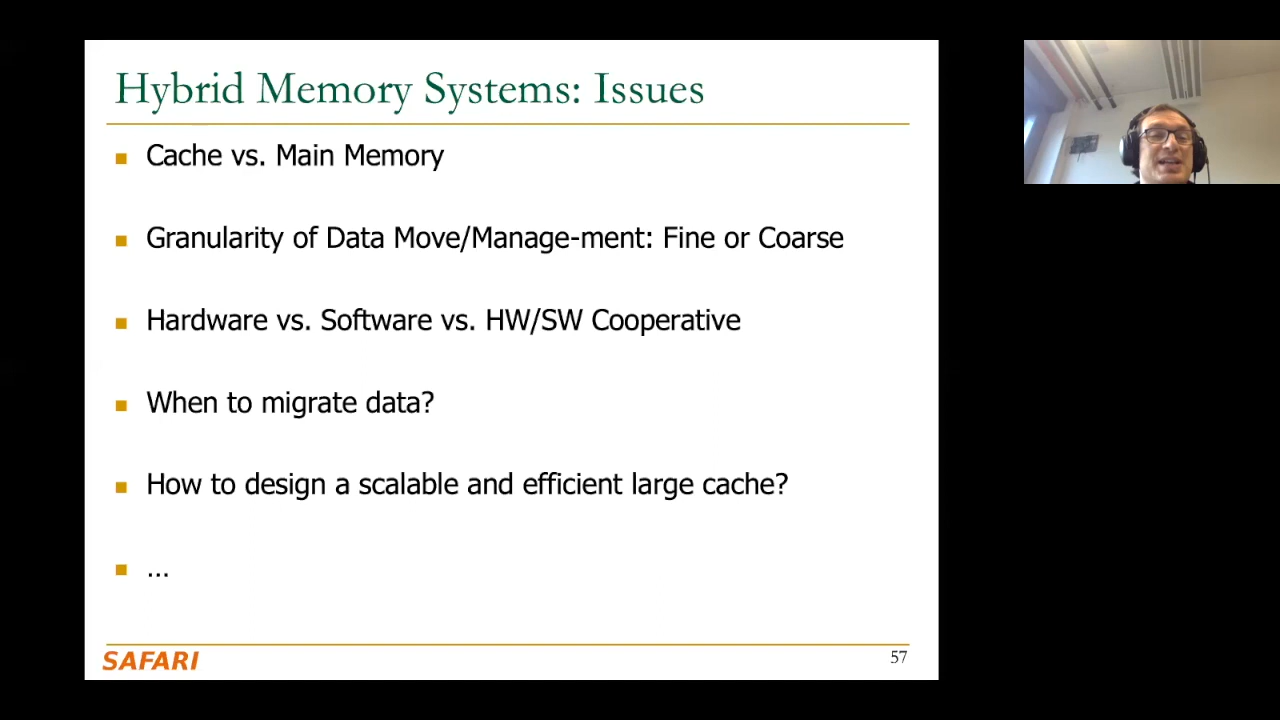 Hybrid Memory Systems: Issues
Cache vs. Main Memory
Granularity of Data Move/Manage-ment: Fine or Coarse
Hardware vs. Software vs. HW/SW Cooperative
When to migrate data?
How to design a scalable and efficient large cache?
...
SAFARI
57